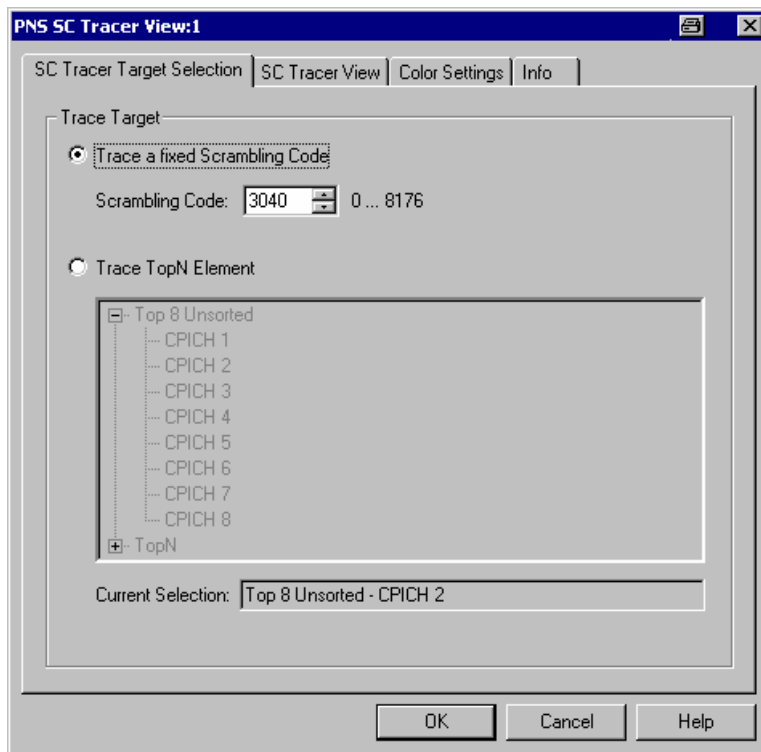 PNS SC Tracer View:1
SC Tracer Target Selection SC Tracer View Color Settings Info
Trace Target
Trace a fixed Scrambling Code
Scrambling Code: 3040 0 ... 8176
Trace TopN Element
Top 8 Unsorted
CPICH 1
CPICH 2
CPICH 3
CPICH 4
CPICH 5
CPICH 6
CPICH 7
CPICH 8
TopN
Current Selection: Top 8 Unsorted - CPICH 2
OK Cancel Help